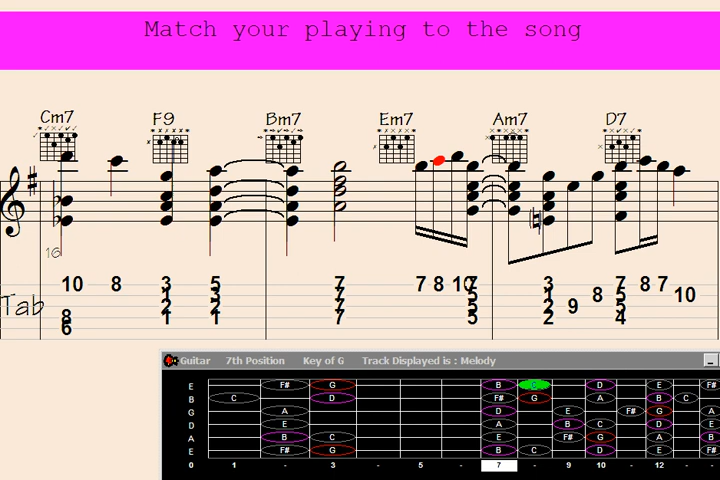 Match your playing to the song
Cm7 F9 Bm7 Em7 Am7 D7
16
10 8 3 5 7 7 8 10 7 3 7 8 7
1 3 7 5 1 8 5 10
2 2 7 5 2 9 5
8 1 1 7 5 2 4
6
Tab
Guitar 7th Position Key of G Track Displayed is : Melody
E F# G B D E F#
B C D F# G A B C
G A D E F# G A
D E A B C D E
A B C F# G A B
E F# G B C D E F#
0 1 - 3 - 5 - 7 - 9 10 - 12 - -